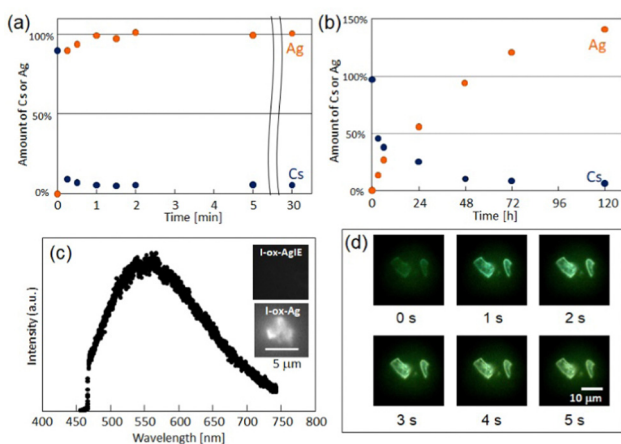 (a)
100%
50%
0%
Amount of Cs or Ag
Ag
Cs
0 1 2 5 30
Time [min]
(b)
150%
100%
50%
0%
Amount of Cs or Ag
Ag
Cs
0 24 48 72 96 120
Time [h]
(c)
Intensity (a.u.)
I-ox-AgIE
I-ox-Ag
5 μm
400 450 500 550 600 650 700 750 800
Wavelength [nm]
(d)
0 s 1 s 2 s
10 μm
3 s 4 s 5 s